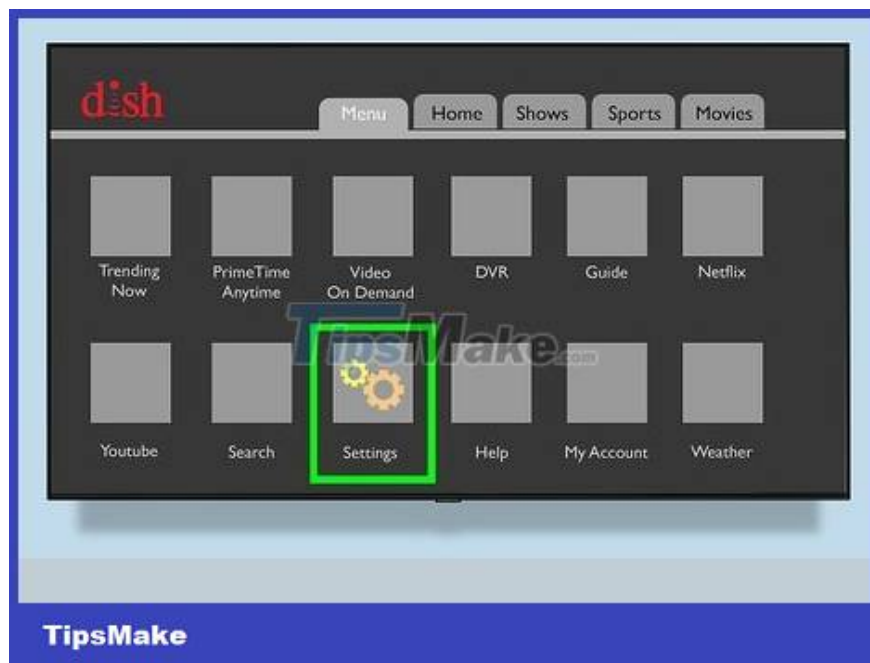 dish
Menu Home Shows Sports Movies
Trending PrimeTime Video DVR Guide Netflix
Now Anytime On Demand
TipsMake.com
Youtube Search Settings Help My Account Weather
TipsMake